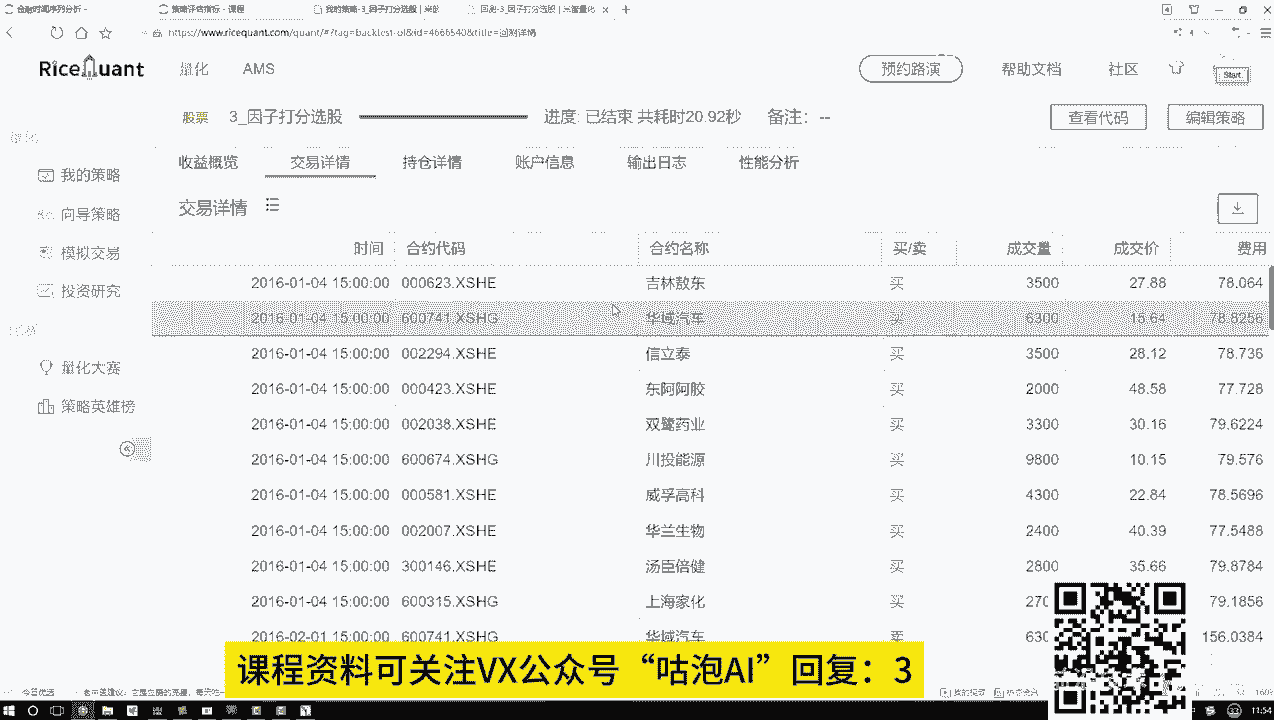 策略评估指标 - 课程
我的策略-3_因子打分选股 | 米
回测-3_因子打分选股 | 米筐量化
https://www.ricequant.com/quant/#?tag=backtest-ol&id=4666540&title=回测详情
RiceQuant 量化 AMS 预约路演 帮助文档 社区 Start
股票 3_因子打分选股 进度: 已结束 共耗时20.92秒 备注: -- 查看代码 编辑策略
收益概览 交易详情 持仓详情 账户信息 输出日志 性能分析
我的策略
向导策略
模拟交易
投资研究
量化大赛
策略英雄榜
交易详情
时间 合约代码 合约名称 买/卖 成交量 成交价 费用
2016-01-04 15:00:00 000623.XSHE 吉林敖东 买 3500 27.88 78.064
2016-01-04 15:00:00 600741.XSHG 华域汽车 买 6300 15.64 78.8256
2016-01-04 15:00:00 002294.XSHE 信立泰 买 3500 28.12 78.736
2016-01-04 15:00:00 000423.XSHE 东阿阿胶 买 2000 48.58 77.728
2016-01-04 15:00:00 002038.XSHE 双鹭药业 买 3300 30.16 79.6224
2016-01-04 15:00:00 600674.XSHG 川投能源 买 9800 10.15 79.576
2016-01-04 15:00:00 000581.XSHE 威孚高科 买 4300 22.84 78.5696
2016-01-04 15:00:00 002007.XSHE 华兰生物 买 2400 40.39 77.5488
2016-01-04 15:00:00 300146.XSHE 汤臣倍健 买 2800 35.66 79.8784
2016-01-04 15:00:00 600315.XSHG 上海家化 买 270 79.1856
2016-02-01 15:00:00 600741.XSHG 华域汽车 卖 630 156.0384
课程资料可关注VX公众号“咕泡AI”回复：3
11:54